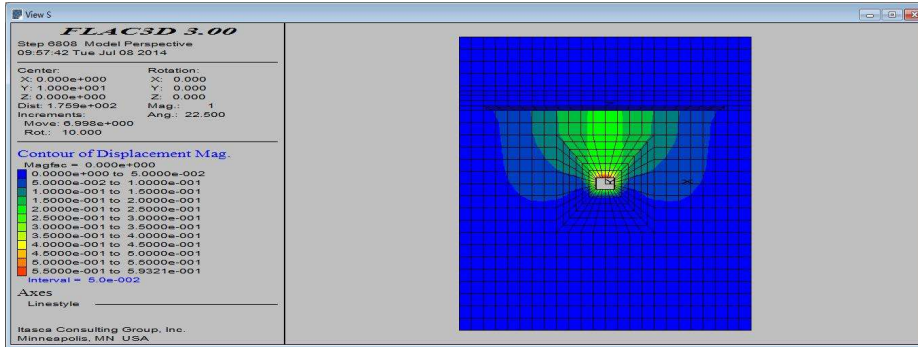 View S
FLAC3D 3.00
Step 6808 Model Perspective
09:57:42 Tue Jul 08 2014
Center: Rotation:
X: 0.000e+000 X: 0.000
Y: 1.000e+001 Y: 0.000
Z: 0.000e+000 Z: 0.000
Dist: 1.759e+002 Mag.: 1
Increments: Ang.: 22.500
Move: 6.998e+000
Rot.: 10.000
Contour of Displacement Mag.
Magfac = 0.000e+000
0.0000e+000 to 5.0000e-002
5.0000e-002 to 1.0000e-001
1.0000e-001 to 1.5000e-001
1.5000e-001 to 2.0000e-001
2.0000e-001 to 2.5000e-001
2.5000e-001 to 3.0000e-001
3.0000e-001 to 3.5000e-001
3.5000e-001 to 4.0000e-001
4.0000e-001 to 4.5000e-001
4.5000e-001 to 5.0000e-001
5.0000e-001 to 5.5000e-001
5.5000e-001 to 5.9321e-001
Interval = 5.0e-002
Axes
Linestyle
Itasca Consulting Group, Inc.
Minneapolis, MN USA